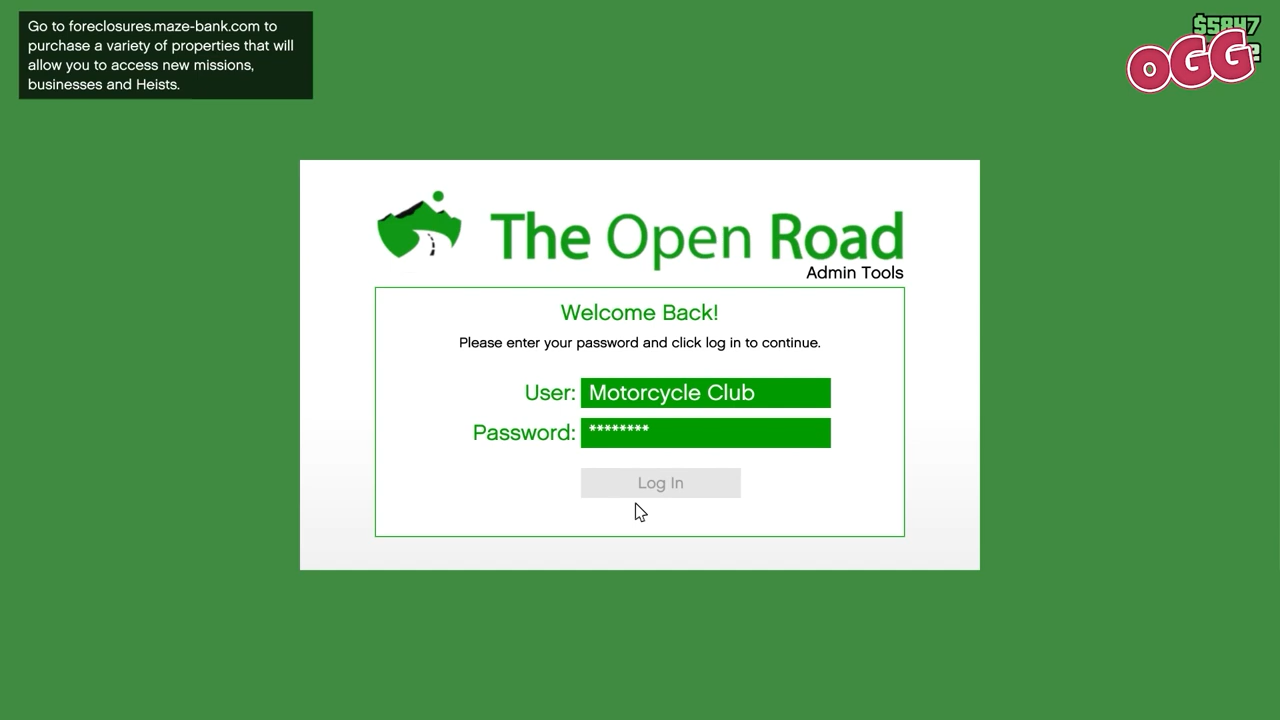 Go to foreclosures.maze-bank.com to
purchase a variety of properties that will
allow you to access new missions,
businesses and Heists.
$5847
OGG
The Open Road
Admin Tools
Welcome Back!
Please enter your password and click log in to continue.
User: Motorcycle Club
Password: ********
Log In